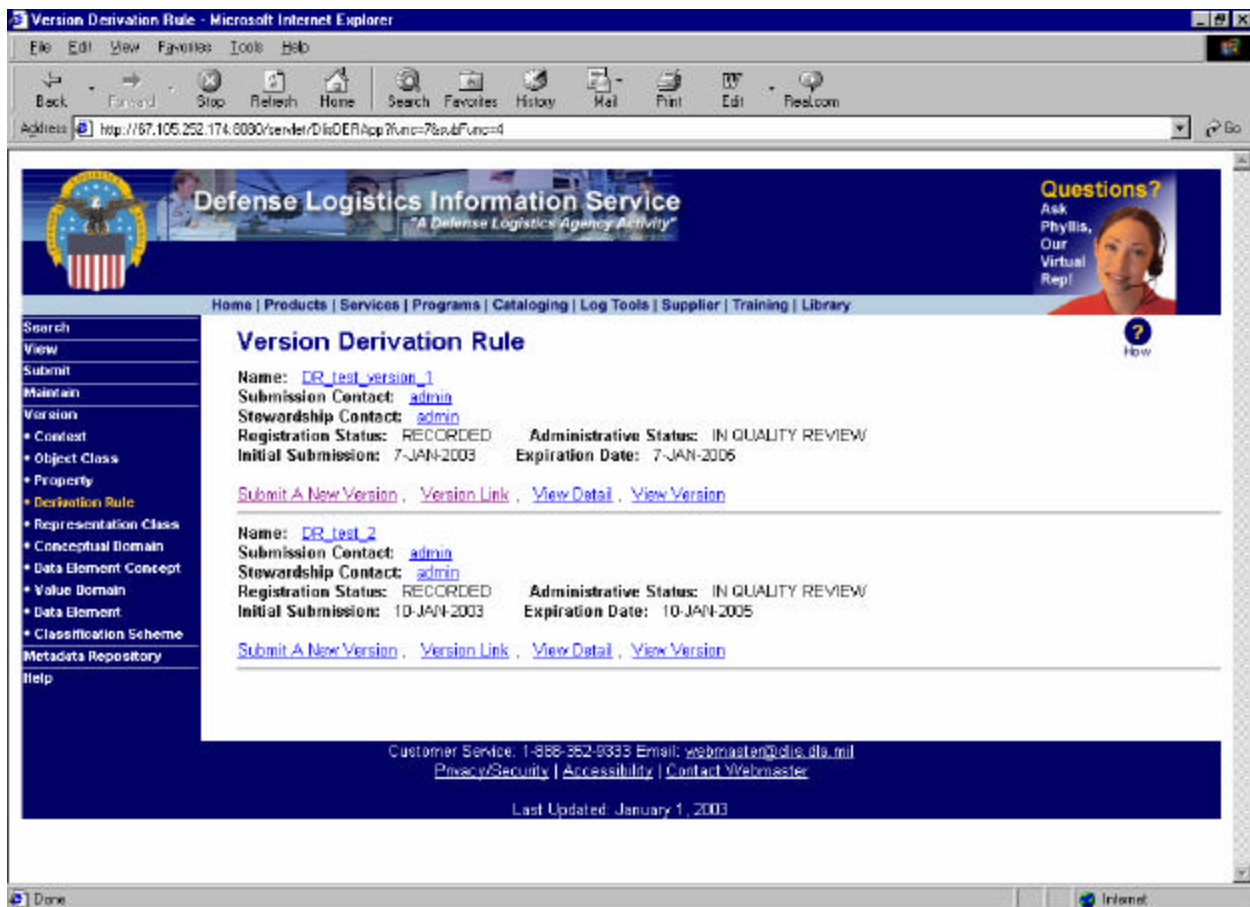 Version Derivation Rule - Microsoft Internet Explorer
File Edit View Favorites Tools Help
Back Forward Stop Refresh Home Search Favorites History Mail Print Edit Real.com
Address http://67.105.252.174:8080/servlet/DlisDERApp?func=7&subFunc=4 Go
Defense Logistics Information Service
"A Defense Logistics Agency Activity"
Questions?
Ask
Phyllis,
Our
Virtual
Rep!
Home | Products | Services | Programs | Cataloging | Log Tools | Supplier | Training | Library
Search
View
Submit
Maintain
Version
• Context
• Object Class
• Property
• Derivation Rule
• Representation Class
• Conceptual Domain
• Data Element Concept
• Value Domain
• Data Element
• Classification Scheme
Metadata Repository
Help
Version Derivation Rule
?
How
Name: DR_test_version_1
Submission Contact: admin
Stewardship Contact: admin
Registration Status: RECORDED Administrative Status: IN QUALITY REVIEW
Initial Submission: 7-JAN-2003 Expiration Date: 7-JAN-2005
Submit A New Version , Version Link , View Detail , View Version
Name: DR_test_2
Submission Contact: admin
Stewardship Contact: admin
Registration Status: RECORDED Administrative Status: IN QUALITY REVIEW
Initial Submission: 10-JAN-2003 Expiration Date: 10-JAN-2005
Submit A New Version , Version Link , View Detail , View Version
Customer Service: 1-888-352-9333 Email: webmaster@dlis.dla.mil
Privacy/Security | Accessibility | Contact Webmaster
Last Updated: January 1, 2003
Done
Internet